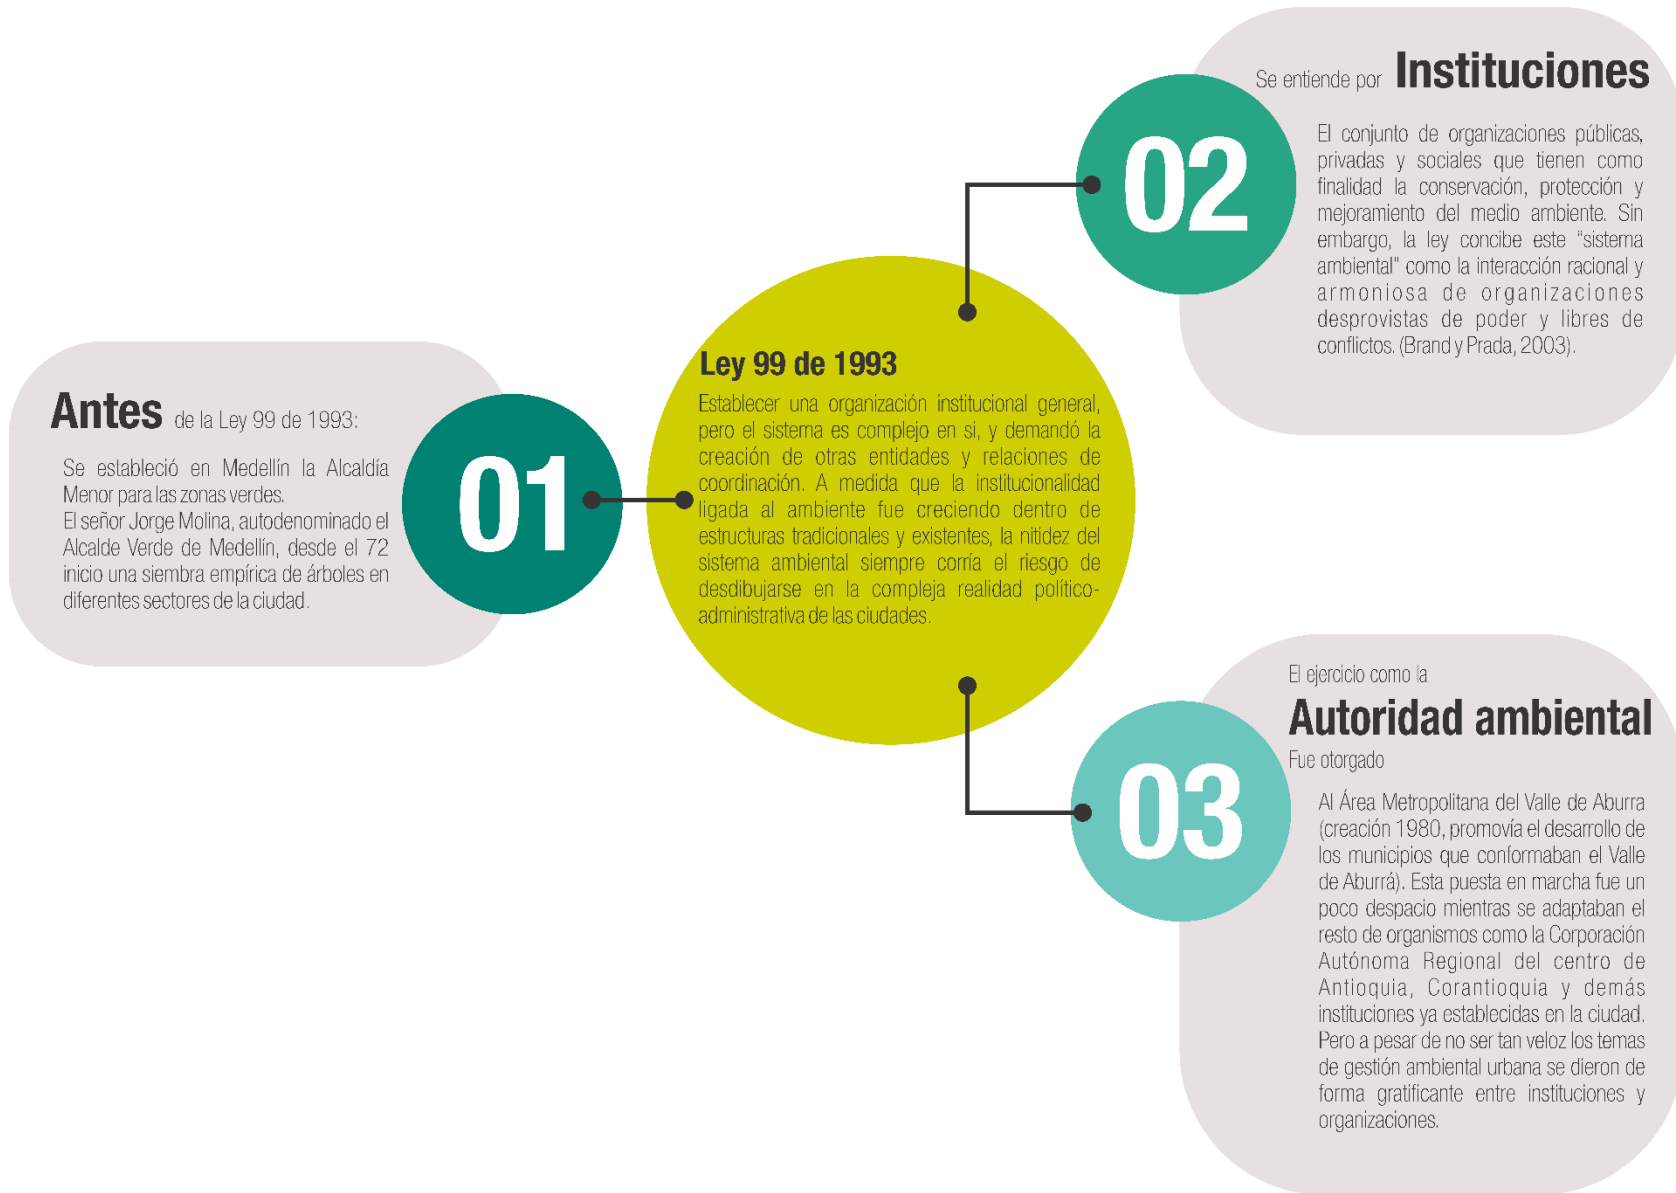 Antes de la Ley 99 de 1993:
Se estableció en Medellín la Alcaldía
Menor para las zonas verdes.
El señor Jorge Molina, autodenominado el
Alcalde Verde de Medellín, desde el 72
inicio una siembra empírica de árboles en
diferentes sectores de la ciudad.
01
Ley 99 de 1993
Establecer una organización institucional general,
pero el sistema es complejo en si, y demandó la
creación de otras entidades y relaciones de
coordinación. A medida que la institucionalidad
ligada al ambiente fue creciendo dentro de
estructuras tradicionales y existentes, la nitidez del
sistema ambiental siempre corría el riesgo de
desdibujarse en la compleja realidad político-
administrativa de las ciudades.
02
Se entiende por Instituciones
El conjunto de organizaciones públicas,
privadas y sociales que tienen como
finalidad la conservación, protección y
mejoramiento del medio ambiente. Sin
embargo, la ley concibe este "sistema
ambiental" como la interacción racional y
armoniosa de organizaciones
desprovistas de poder y libres de
conflictos. (Brand y Prada, 2003).
03
El ejercicio como la
Autoridad ambiental
Fue otorgado
Al Área Metropolitana del Valle de Aburra
(creación 1980, promovía el desarrollo de
los municipios que conformaban el Valle
de Aburrá). Esta puesta en marcha fue un
poco despacio mientras se adaptaban el
resto de organismos como la Corporación
Autónoma Regional del centro de
Antioquia, Corantioquia y demás
instituciones ya establecidas en la ciudad.
Pero a pesar de no ser tan veloz los temas
de gestión ambiental urbana se dieron de
forma gratificante entre instituciones y
organizaciones.